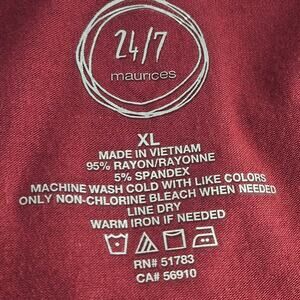 24/7
maurices
XL
MADE IN VIETNAM
95% RAYON/RAYONNE
5% SPANDEX
MACHINE WASH COLD WITH LIKE COLORS
ONLY NON-CHLORINE BLEACH WHEN NEEDED
LINE DRY
WARM IRON IF NEEDED
RN# 51783
CA# 56910